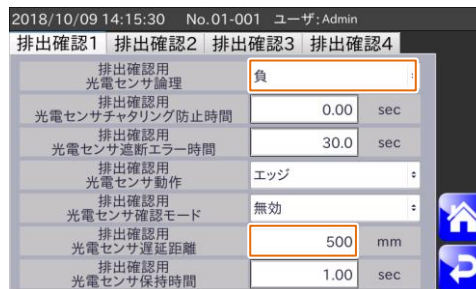 2018/10/09 14:15:30 No.01-001 ユーザ:Admin
排出確認1 排出確認2 排出確認3 排出確認4
排出確認用
光電センサ論理 負
排出確認用
光電センサチャタリング防止時間 0.00 sec
排出確認用
光電センサ遮断エラー時間 30.0 sec
排出確認用
光電センサ動作 エッジ
排出確認用
光電センサ確認モード 無効
排出確認用
光電センサ遅延距離 500 mm
排出確認用
光電センサ保持時間 1.00 sec